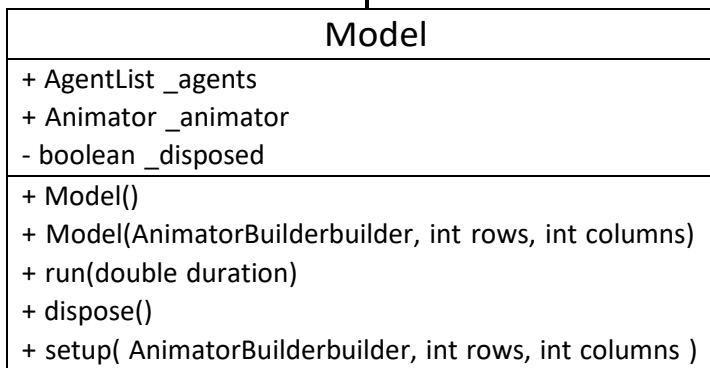 Model
+ AgentList _agents
+ Animator _animator
- boolean _disposed
+ Model()
+ Model(AnimatorBuilderbuilder, int rows, int columns)
+ run(double duration)
+ dispose()
+ setup( AnimatorBuilderbuilder, int rows, int columns )